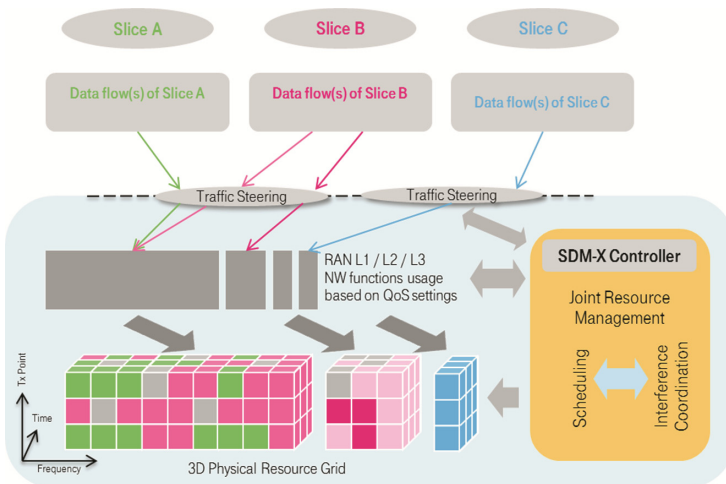 Slice A
Slice B
Slice C
Data flow(s) of Slice A
Data flow(s) of Slice B
Data flow(s) of Slice C
Traffic Steering
Traffic Steering
RAN L1 / L2 / L3
NW functions usage
based on QoS settings
SDM-X Controller
Joint Resource
Management
Scheduling
Interference
Coordination
Tx Point
Time
Frequency
3D Physical Resource Grid